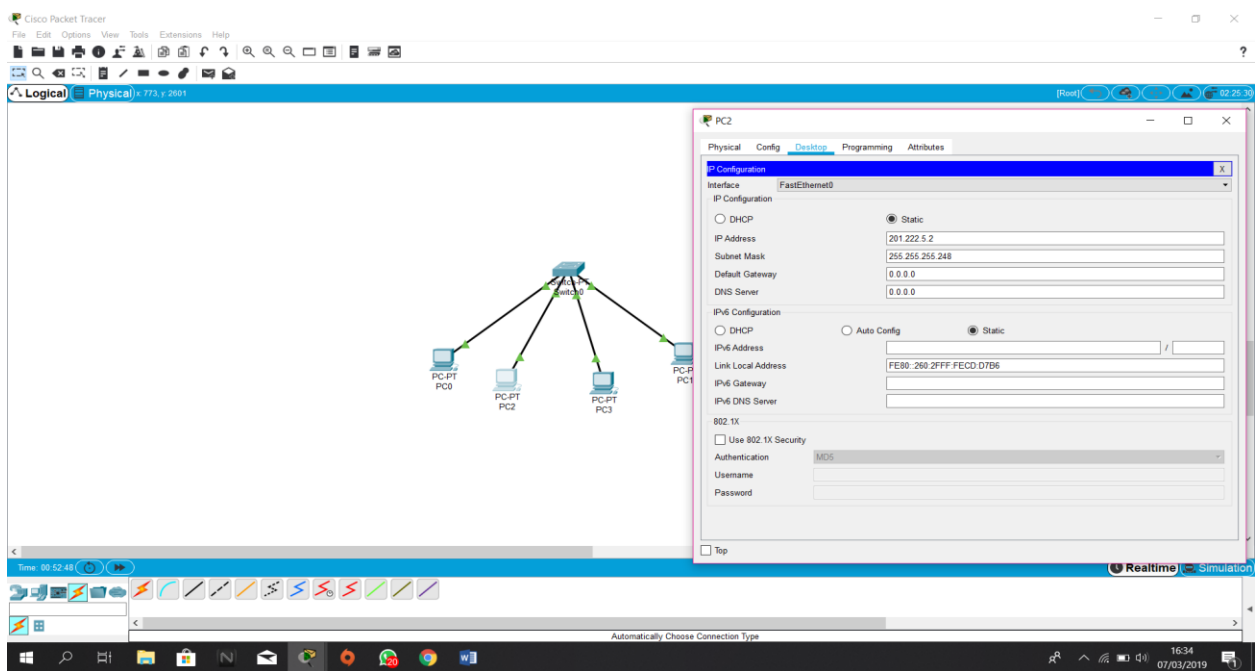 Cisco Packet Tracer
File Edit Options View Tools Extensions Help
?
Logical Physical x: 773, y: 2601 [Root] 02:25:30
PC2
Physical Config Desktop Programming Attributes
IP Configuration X
Interface FastEthernet0
IP Configuration
DHCP Static
IP Address 201.222.5.2
Subnet Mask 255.255.255.248
Default Gateway 0.0.0.0
DNS Server 0.0.0.0
IPv6 Configuration
DHCP Auto Config Static
IPv6 Address /
Link Local Address FE80::260:2FFF:FECD:D7B6
IPv6 Gateway
IPv6 DNS Server
802.1X
Use 802.1X Security
Authentication MD5
Username
Password
Top
Switch-PT
Switch0
PC-PT
PC0
PC-PT
PC2
PC-PT
PC3
PC-P
PC1
Time: 00:52:48 Realtime Simulation
Automatically Choose Connection Type
20
16:34
07/03/2019